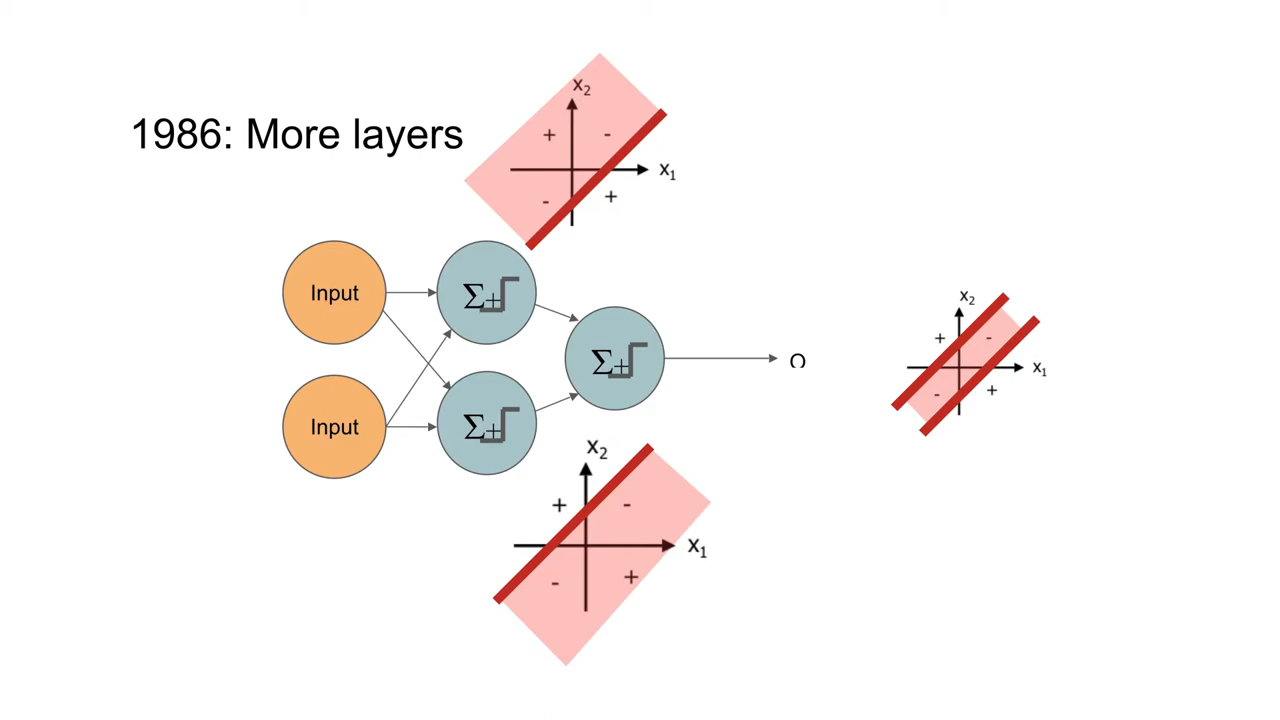 1986: More layers
x₂
+ -
x₁
- +
Input
Σ+
Σ+
O
Input
Σ+
x₂
+ -
x₁
- +
x₂
+ -
x₁
- +